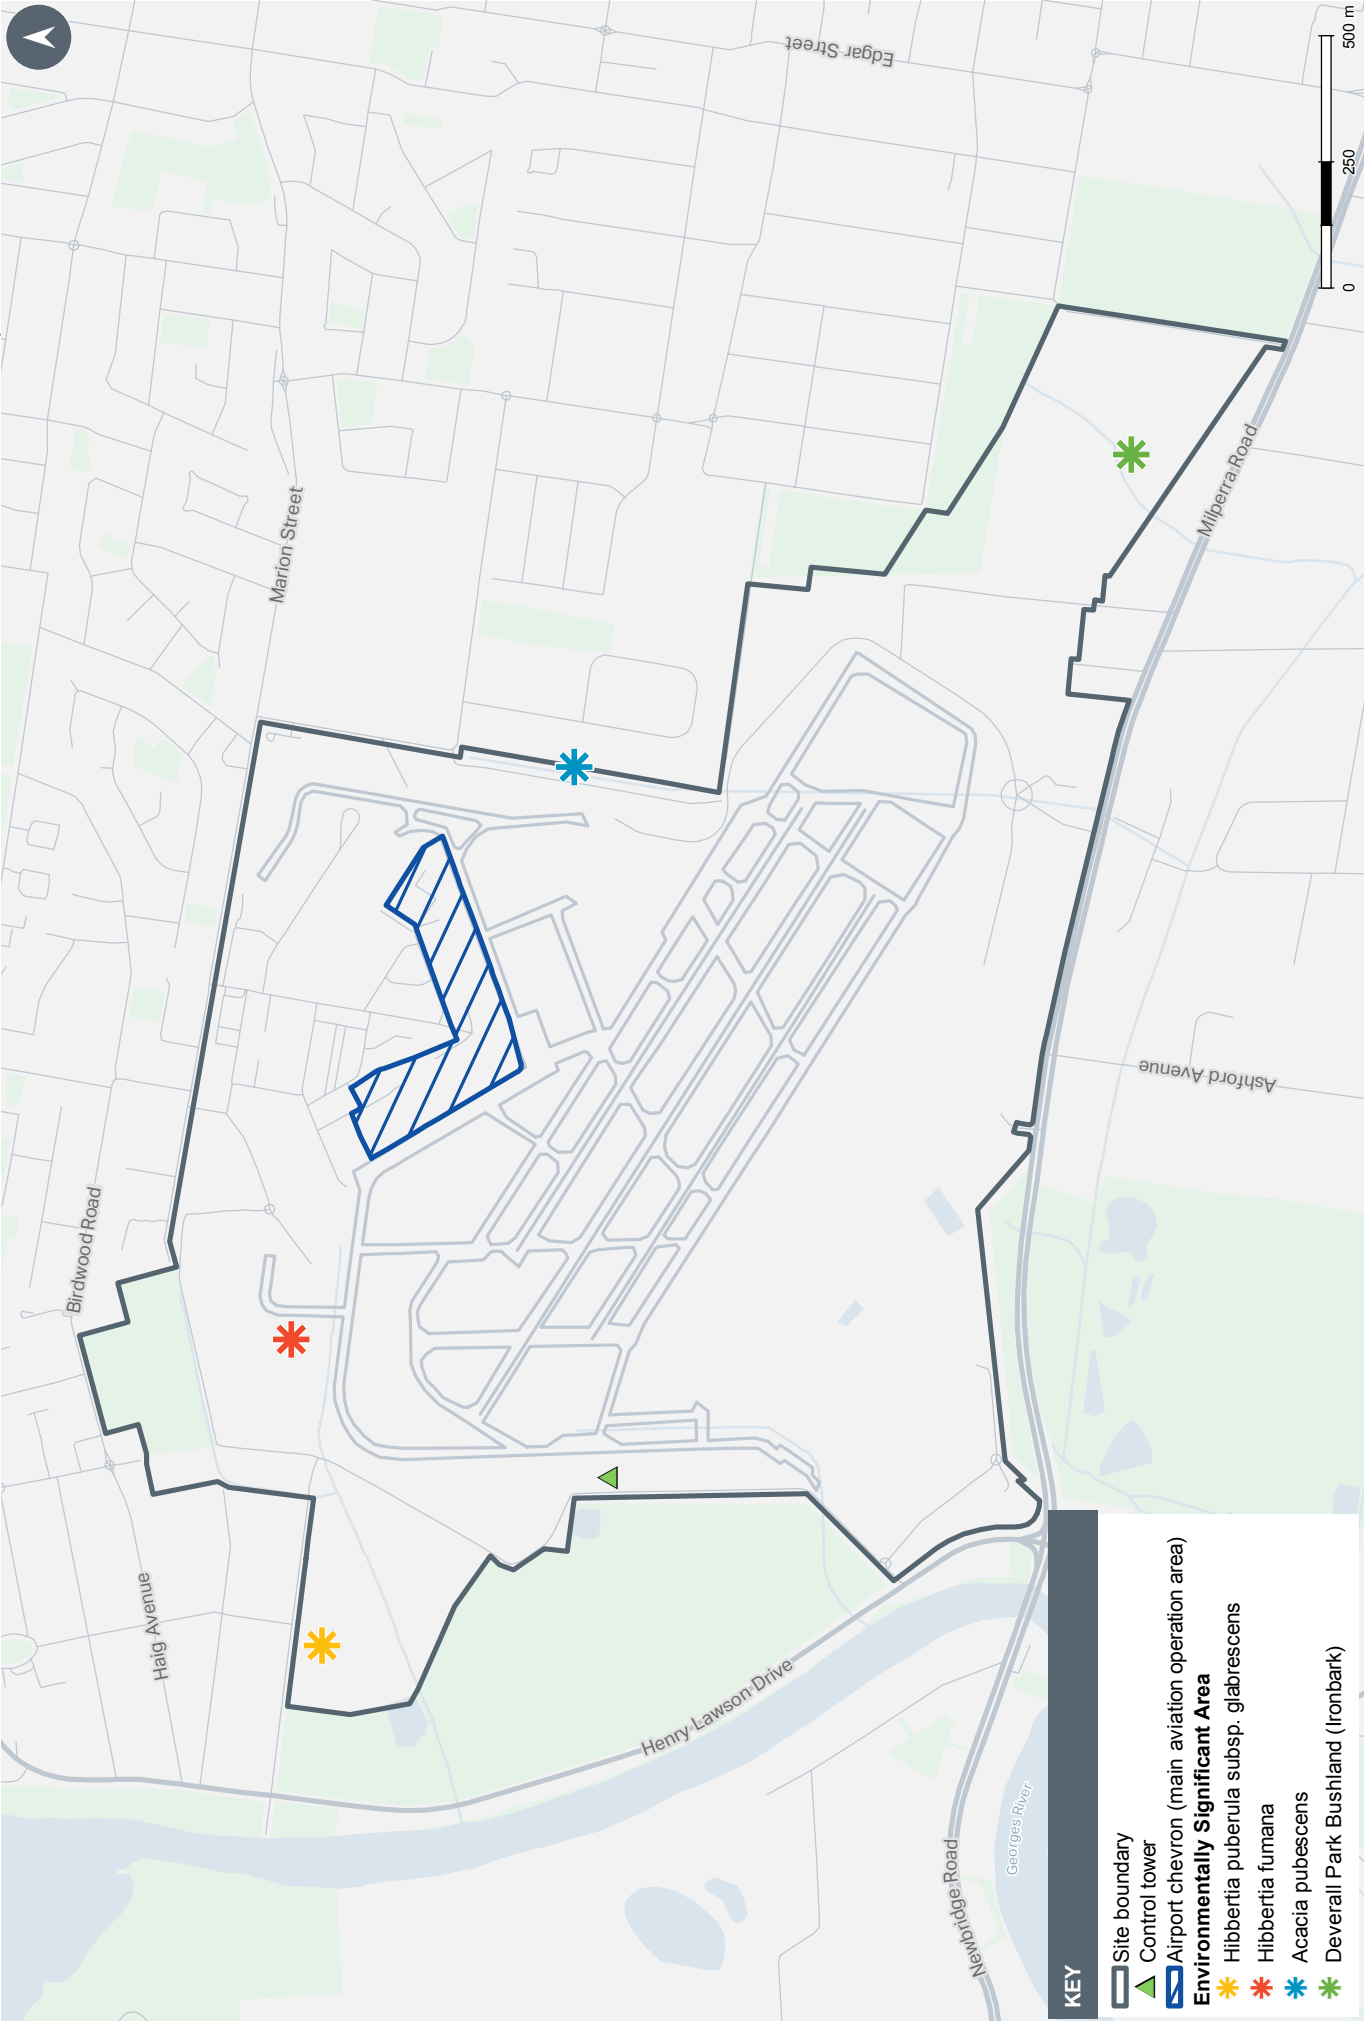 Edgar Street
Marion Street
Birdwood Road
Haig Avenue
Milperra Road
Ashford Avenue
Henry Lawson Drive
Newbridge Road
Georges River
0
250
500 m
KEY
Site boundary
Control tower
Airport chevron (main aviation operation area)
Environmentally Significant Area
Hibbertia puberula subsp. glabrescens
Hibbertia fumana
Acacia pubescens
Deverall Park Bushland (Ironbark)